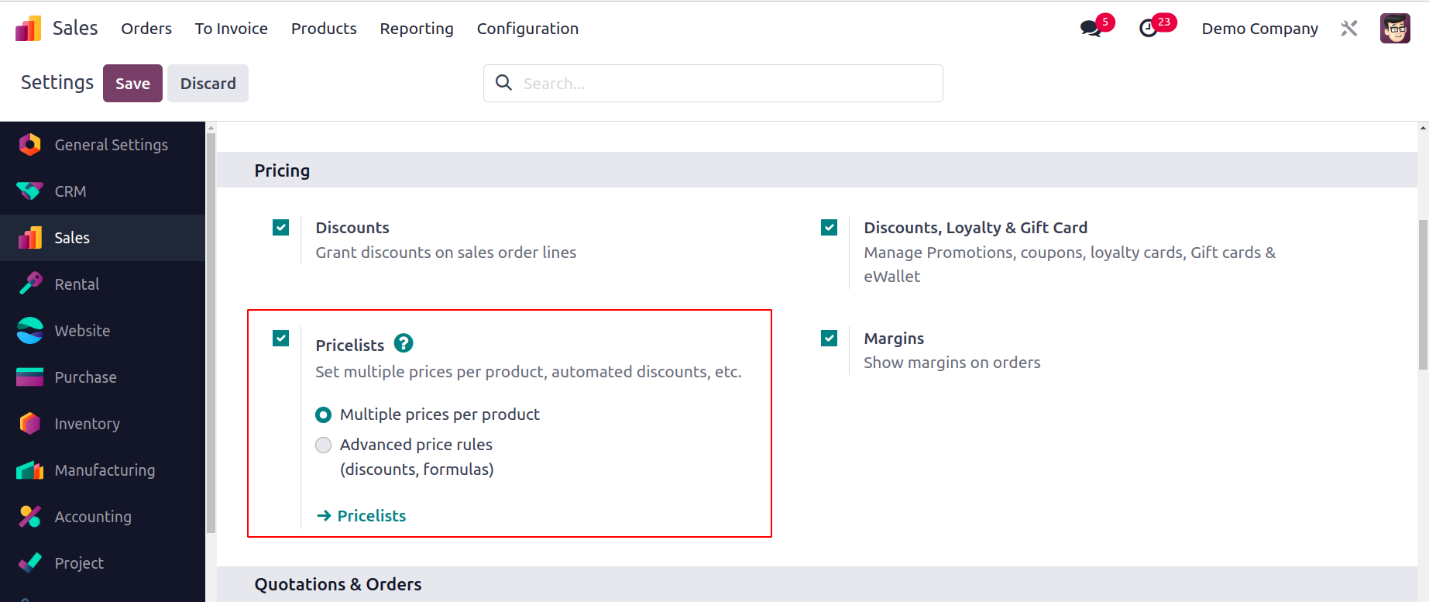 Sales Orders To Invoice Products Reporting Configuration 5 23 Demo Company
Settings Save Discard Search...
General Settings
CRM
Sales
Rental
Website
Purchase
Inventory
Manufacturing
Accounting
Project
Pricing
Discounts
Grant discounts on sales order lines
Discounts, Loyalty & Gift Card
Manage Promotions, coupons, loyalty cards, Gift cards &
eWallet
Pricelists ?
Set multiple prices per product, automated discounts, etc.
Multiple prices per product
Advanced price rules
(discounts, formulas)
Pricelists
Margins
Show margins on orders
Quotations & Orders